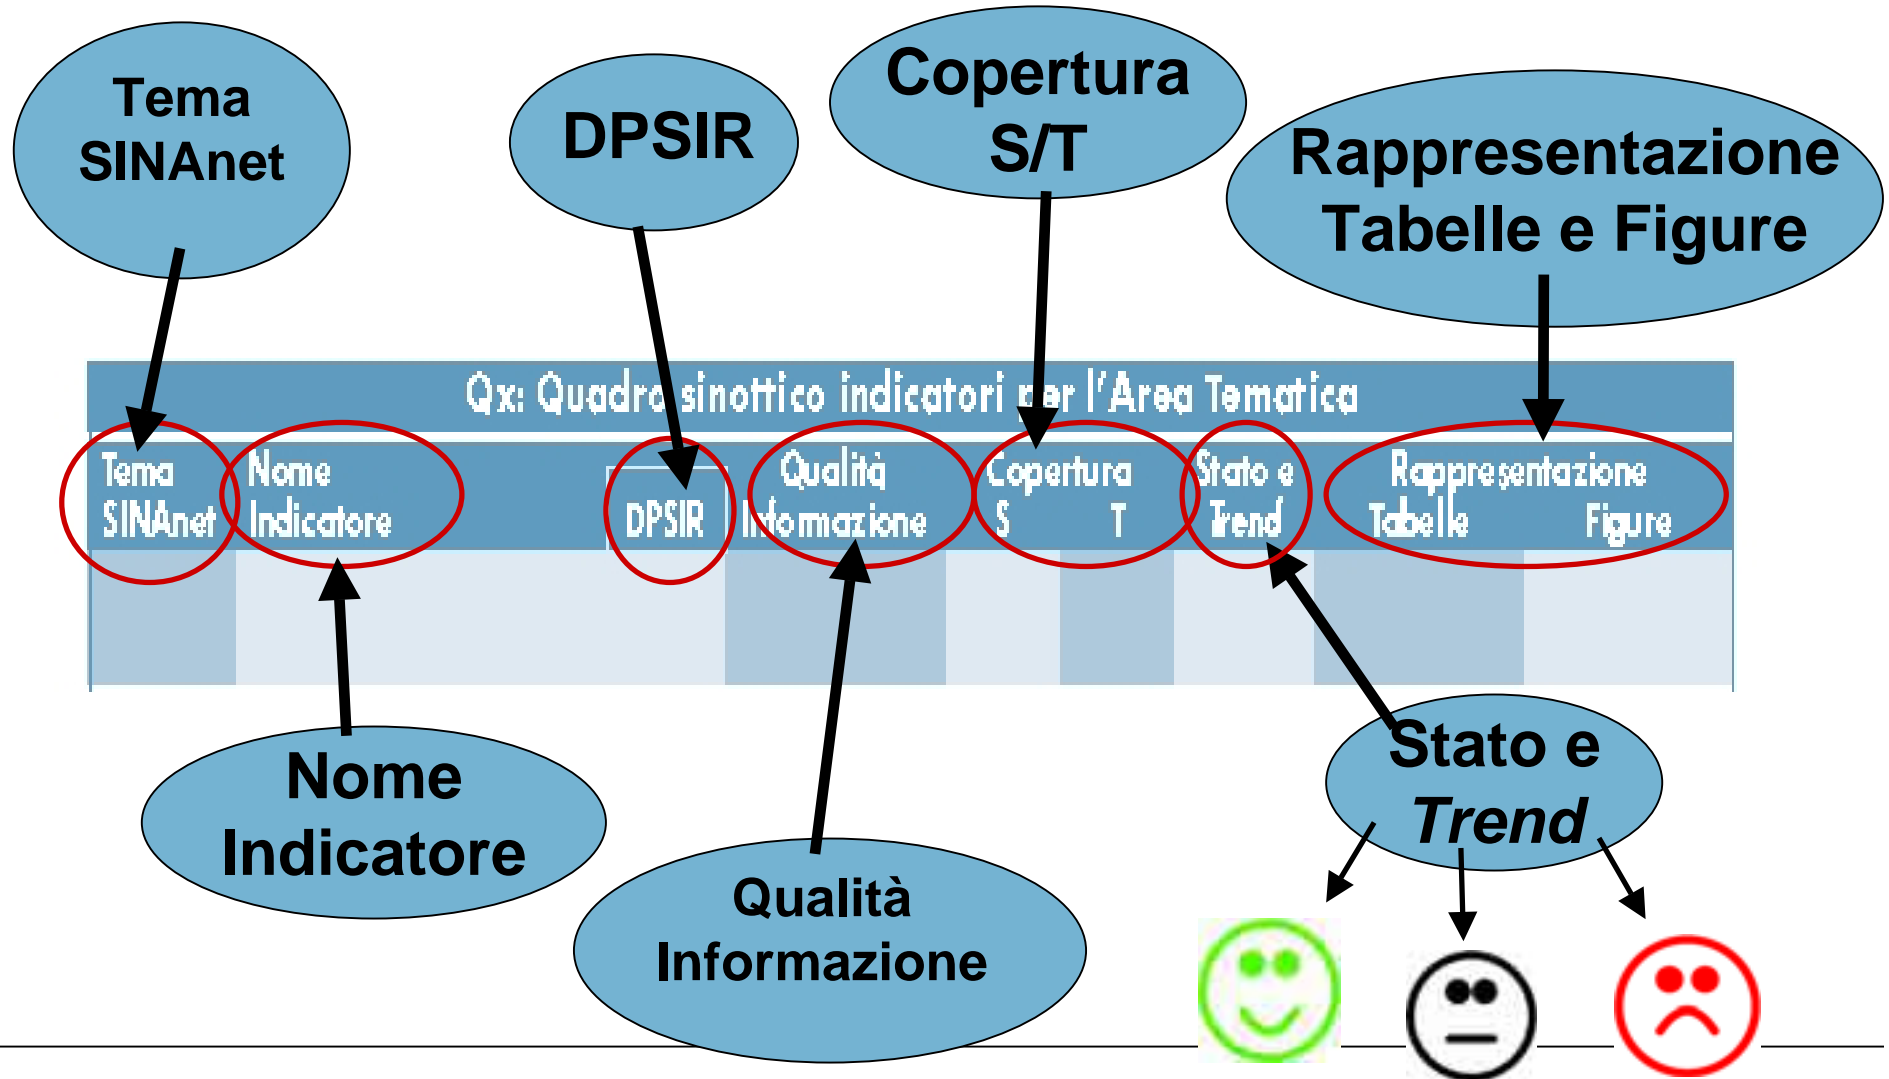 Tema
SINAnet
DPSIR
Copertura
S/T
Rappresentazione
Tabelle e Figure
Qx: Quadro sinottico indicatori per l'Area Tematica
Tema
SINAnet
Nome
Indicatore
DPSIR
Qualità
Informazione
Copertura
S T
Stato e
Trend
Rappresentazione
Tabelle Figure
Nome
Indicatore
Qualità
Informazione
Stato e
Trend